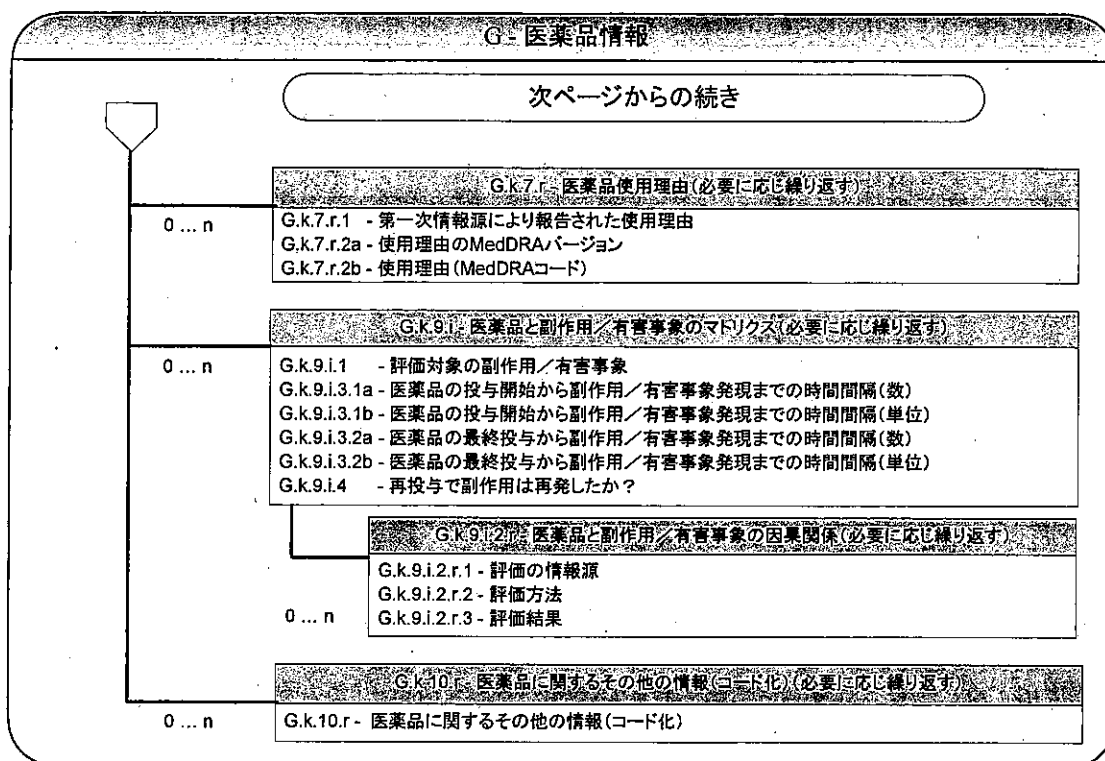 G - 医薬品情報
次ページからの続き
G.k.7.r - 医薬品使用理由(必要に応じ繰り返す)
0 ... n
G.k.7.r.1 - 第一次情報源により報告された使用理由
G.k.7.r.2a - 使用理由のMedDRAバージョン
G.k.7.r.2b - 使用理由(MedDRAコード)
G.k.9.i - 医薬品と副作用/有害事象のマトリクス(必要に応じ繰り返す)
0 ... n
G.k.9.i.1 - 評価対象の副作用/有害事象
G.k.9.i.3.1a - 医薬品の投与開始から副作用/有害事象発現までの時間間隔(数)
G.k.9.i.3.1b - 医薬品の投与開始から副作用/有害事象発現までの時間間隔(単位)
G.k.9.i.3.2a - 医薬品の最終投与から副作用/有害事象発現までの時間間隔(数)
G.k.9.i.3.2b - 医薬品の最終投与から副作用/有害事象発現までの時間間隔(単位)
G.k.9.i.4 - 再投与で副作用は再発したか?
G.k.9.i.2.r - 医薬品と副作用/有害事象の因果関係(必要に応じ繰り返す)
G.k.9.i.2.r.1 - 評価の情報源
G.k.9.i.2.r.2 - 評価方法
0 ... n
G.k.9.i.2.r.3 - 評価結果
G.k.10.r - 医薬品に関するその他の情報(コード化)(必要に応じ繰り返す)
0 ... n
G.k.10.r - 医薬品に関するその他の情報(コード化)